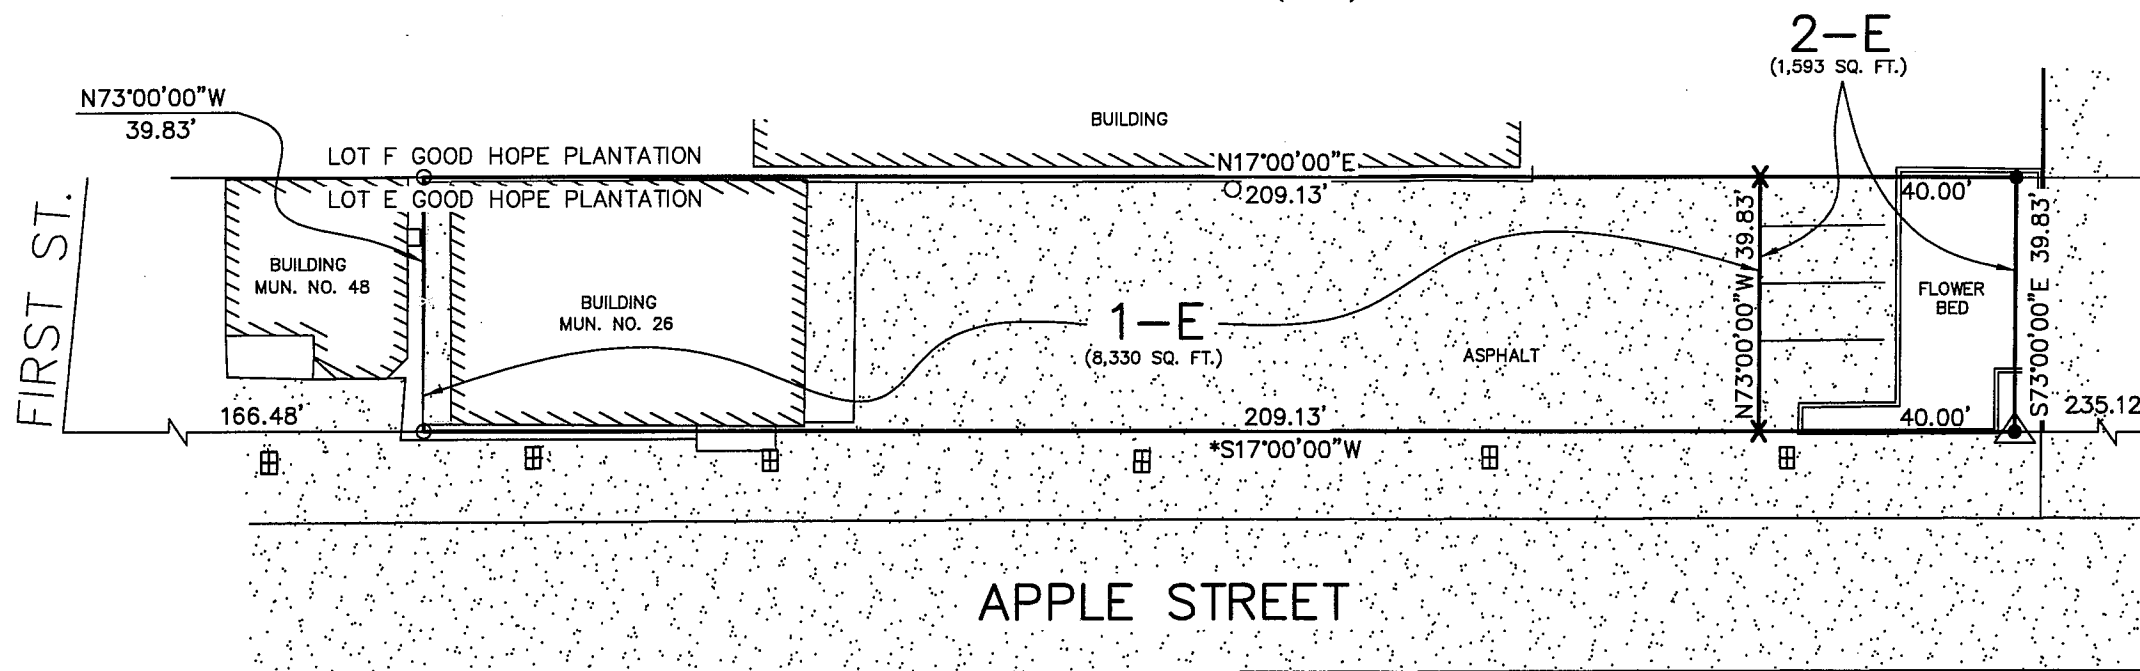 2-E
(1,593 SQ. FT.)
N73°00'00"W
39.83'
BUILDING
LOT F GOOD HOPE PLANTATION
N17°00'00"E
LOT E GOOD HOPE PLANTATION
209.13'
40.00'
N73°00'00"W 39.83'
S73°00'00"E 39.83'
FIRST ST.
BUILDING
MUN. NO. 48
BUILDING
MUN. NO. 26
1-E
(8,330 SQ. FT.)
ASPHALT
FLOWER
BED
166.48'
209.13'
40.00'
235.12
*S17°00'00"W
APPLE STREET